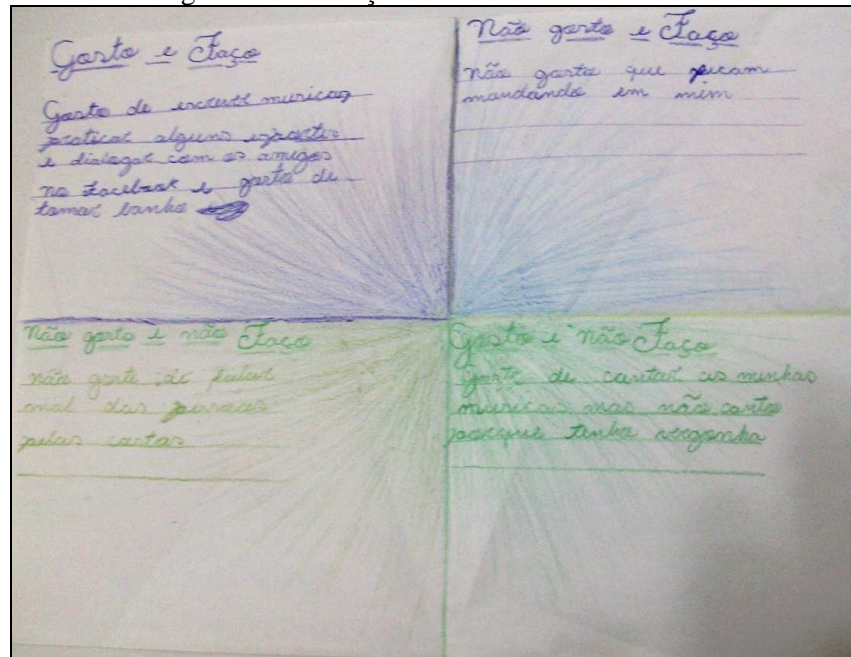 Gosto e Faço
Gosto de escrever musicas
praticar alguns esportes
e dialogar com os amigos
no Facebook e gosto de
tomar banho
Não gosto e Faço
não gosto que ficam
mandando em mim
Não gosto e não Faço
não gosto de falar
mal das pessoas
pelas costas
Gosto e não Faço
Gosto de cantar as minhas
musicas mas não canto
porque tenho vergonha